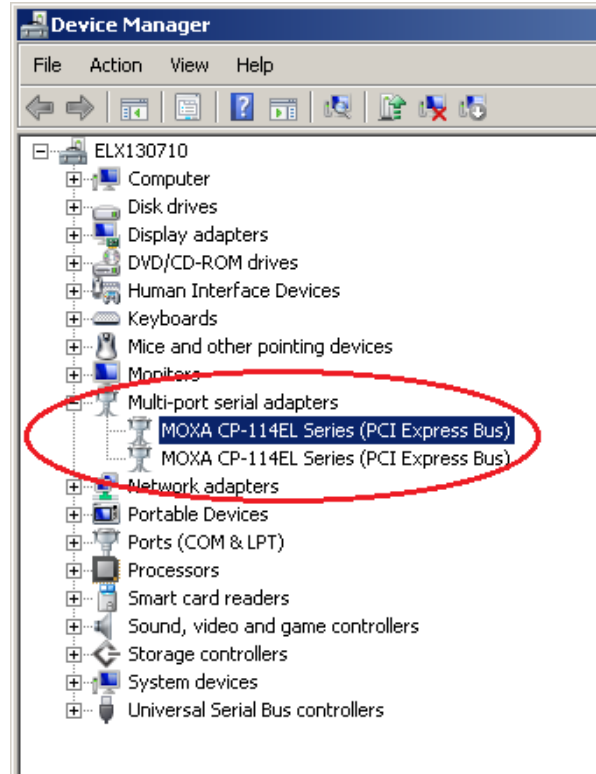 Device Manager
File Action View Help
ELX130710
Computer
Disk drives
Display adapters
DVD/CD-ROM drives
Human Interface Devices
Keyboards
Mice and other pointing devices
Monitors
Multi-port serial adapters
MOXA CP-114EL Series (PCI Express Bus)
MOXA CP-114EL Series (PCI Express Bus)
Network adapters
Portable Devices
Ports (COM & LPT)
Processors
Smart card readers
Sound, video and game controllers
Storage controllers
System devices
Universal Serial Bus controllers